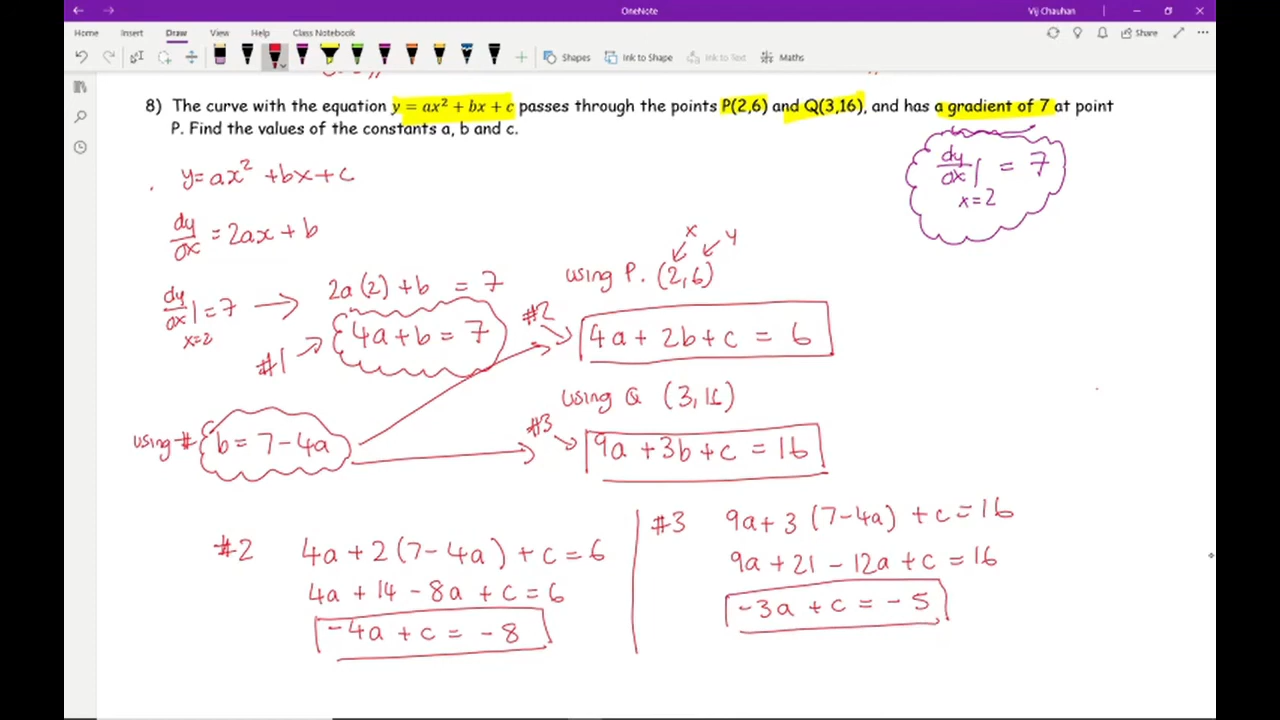 OneNote
Vij Chauhan
Home Insert Draw View Help Class Notebook
Share
Shapes Ink to Shape Ink to Text Maths
8) The curve with the equation y = ax² + bx + c passes through the points P(2,6) and Q(3,16), and has a gradient of 7 at point
P. Find the values of the constants a, b and c.
dy/dx| x=2 = 7
y=ax² +bx+c
dy/dx = 2ax + b
dy/dx| x=2 = 7 → 2a(2) + b = 7
#1 → 4a+b = 7
using P. (2,6)
x y
#2
4a + 2b + c = 6
using Q (3,16)
#3
9a + 3b + c = 16
using # b = 7-4a
#2 4a + 2(7-4a) + c = 6
4a + 14 - 8a + c = 6
-4a + c = -8
#3 9a + 3(7-4a) + c = 16
9a + 21 - 12a + c = 16
-3a + c = -5